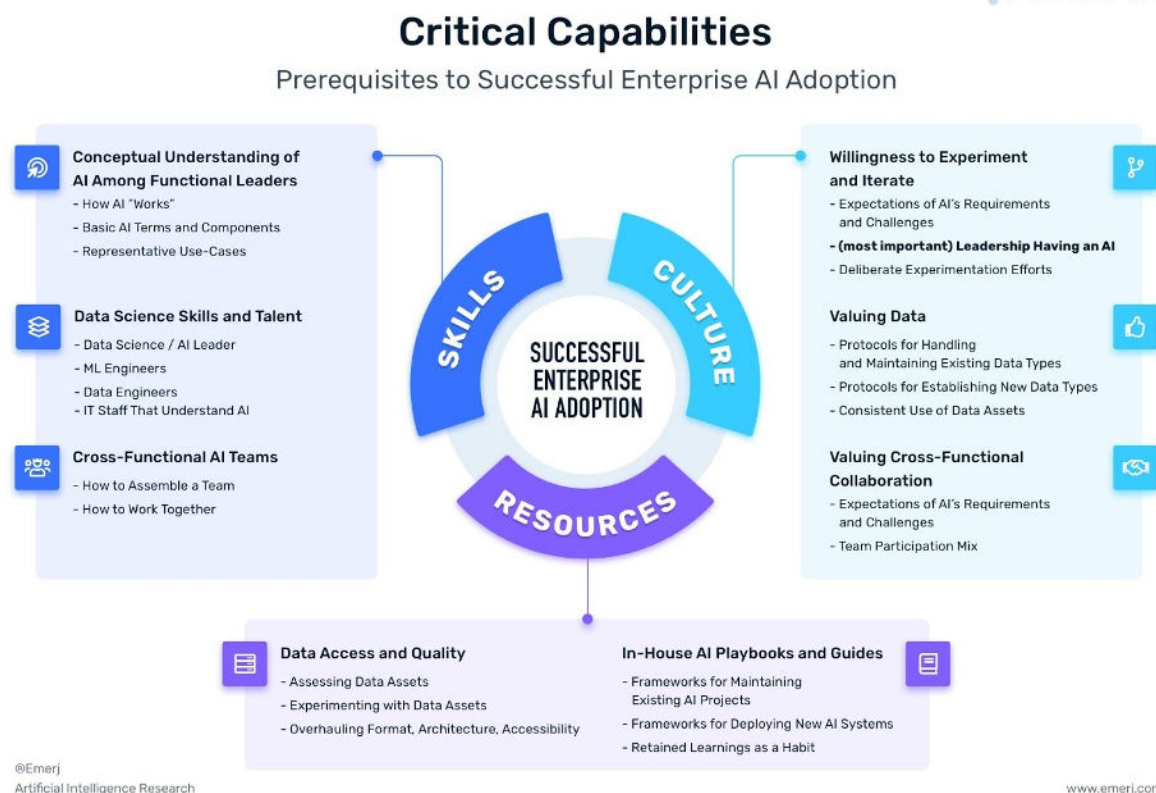 Critical Capabilities
Prerequisites to Successful Enterprise AI Adoption
Conceptual Understanding of
AI Among Functional Leaders
- How AI “Works”
- Basic AI Terms and Components
- Representative Use-Cases
Data Science Skills and Talent
- Data Science / AI Leader
- ML Engineers
- Data Engineers
- IT Staff That Understand AI
Cross-Functional AI Teams
- How to Assemble a Team
- How to Work Together
SKILLS
CULTURE
RESOURCES
SUCCESSFUL
ENTERPRISE
AI ADOPTION
Willingness to Experiment
and Iterate
- Expectations of AI's Requirements
and Challenges
- (most important) Leadership Having an AI
- Deliberate Experimentation Efforts
Valuing Data
- Protocols for Handling
and Maintaining Existing Data Types
- Protocols for Establishing New Data Types
- Consistent Use of Data Assets
Valuing Cross-Functional
Collaboration
- Expectations of AI's Requirements
and Challenges
- Team Participation Mix
Data Access and Quality
- Assessing Data Assets
- Experimenting with Data Assets
- Overhauling Format, Architecture, Accessibility
In-House AI Playbooks and Guides
- Frameworks for Maintaining
Existing AI Projects
- Frameworks for Deploying New AI Systems
- Retained Learnings as a Habit
®Emerj
Artificial Intelligence Research